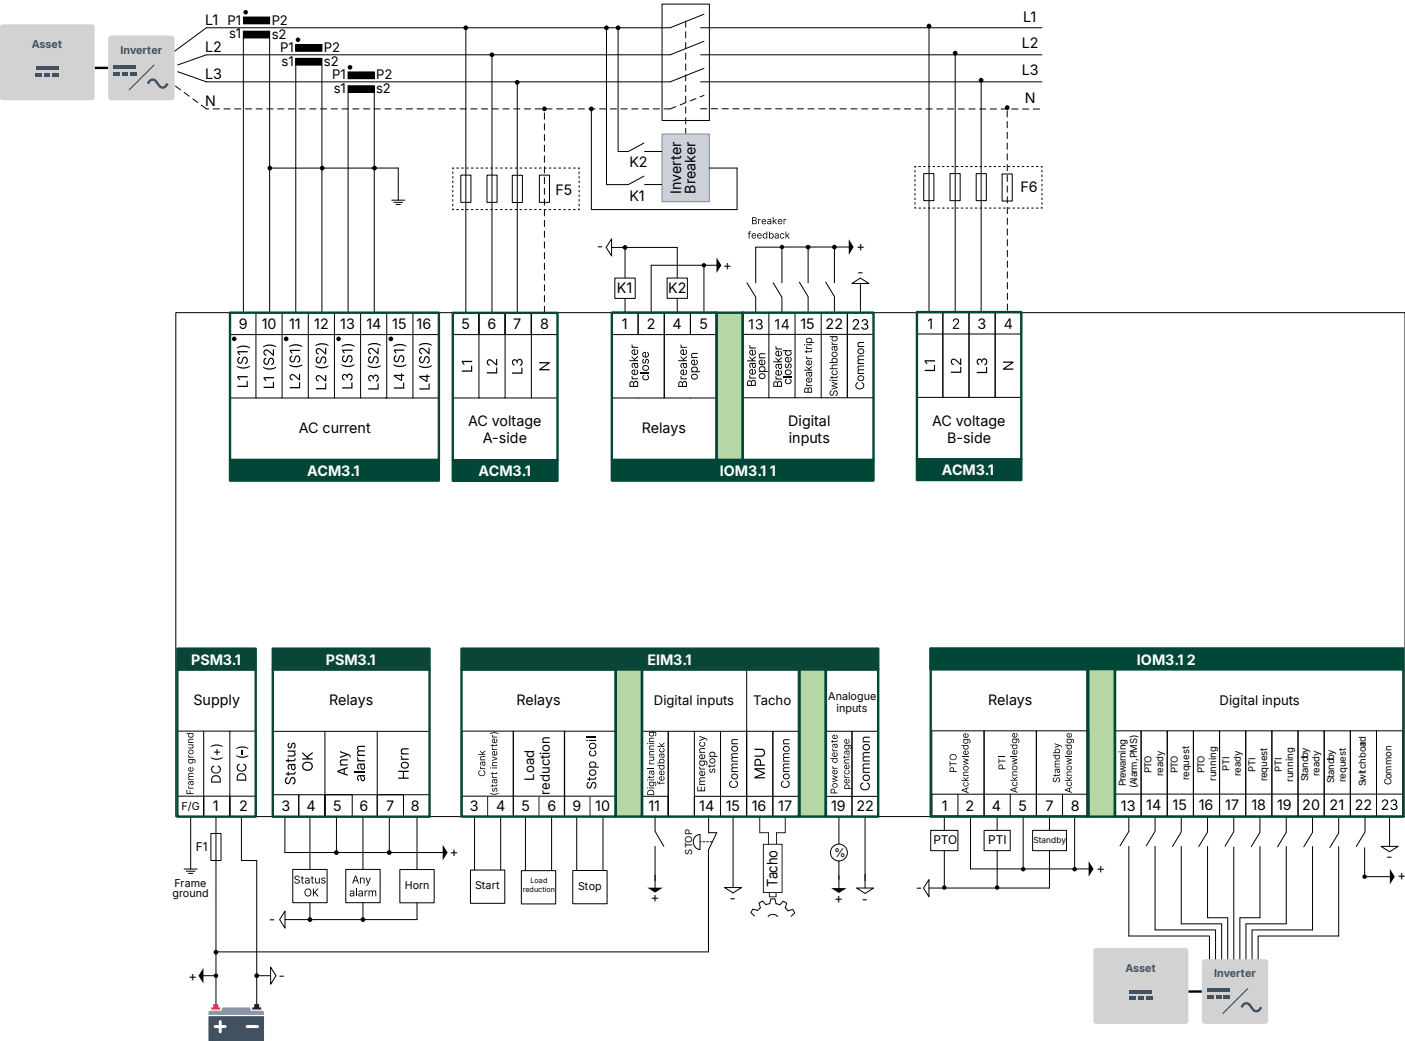 L1 P1 P2 L1
s1 s2
Asset
Inverter
L2 P1 P2 L2
s1 s2
L3 P1 P2 L3
s1 s2
N N
K2
K1
Inverter
Breaker
F5
F6
Breaker
feedback
- +
K1 K2 +
-
9 10 11 12 13 14 15 16
L1 (S1) L1 (S2) L2 (S1) L2 (S2) L3 (S1) L3 (S2) L4 (S1) L4 (S2)
AC current
ACM3.1
5 6 7 8
L1 L2 L3 N
AC voltage
A-side
ACM3.1
1 2 4 5
Breaker
close
Breaker
open
Relays
13 14 15 22 23
Breaker
open
Breaker
closed
Breaker trip
Switchboard
Common
Digital
inputs
IOM3.1 1
1 2 3 4
L1 L2 L3 N
AC voltage
B-side
ACM3.1
PSM3.1
Supply
Frame ground
DC (+)
DC (-)
F/G 1 2
F1
Frame
ground
+ -
+ −
PSM3.1
Relays
Status
OK
Any
alarm
Horn
3 4 5 6 7 8
+
Status
OK
Any
alarm
Horn
-
EIM3.1
Relays
Crank
(start inverter)
Load
reduction
Stop coil
3 4 5 6 9 10
Start
Load
reduction
Stop
Digital inputs
Digital running
feedback
Emergency
stop
Common
11 14 15
STOP
+ -
Tacho
MPU
Common
16 17
Tacho
Analogue
inputs
Power derate
percentage
Common
19 22
%
+ -
IOM3.1 2
Relays
PTO
Acknowledge
PTI
Acknowledge
Standby
Acknowledge
1 2 4 5 7 8
PTO PTI Standby
+
-
Digital inputs
Prewarning
(Alarm,PMS)
PTO
ready
PTO
request
PTO
running
PTI
ready
PTI
request
PTI
running
Standby
ready
Standby
request
Switchboard
Common
13 14 15 16 17 18 19 20 21 22 23
-
+
Asset
Inverter